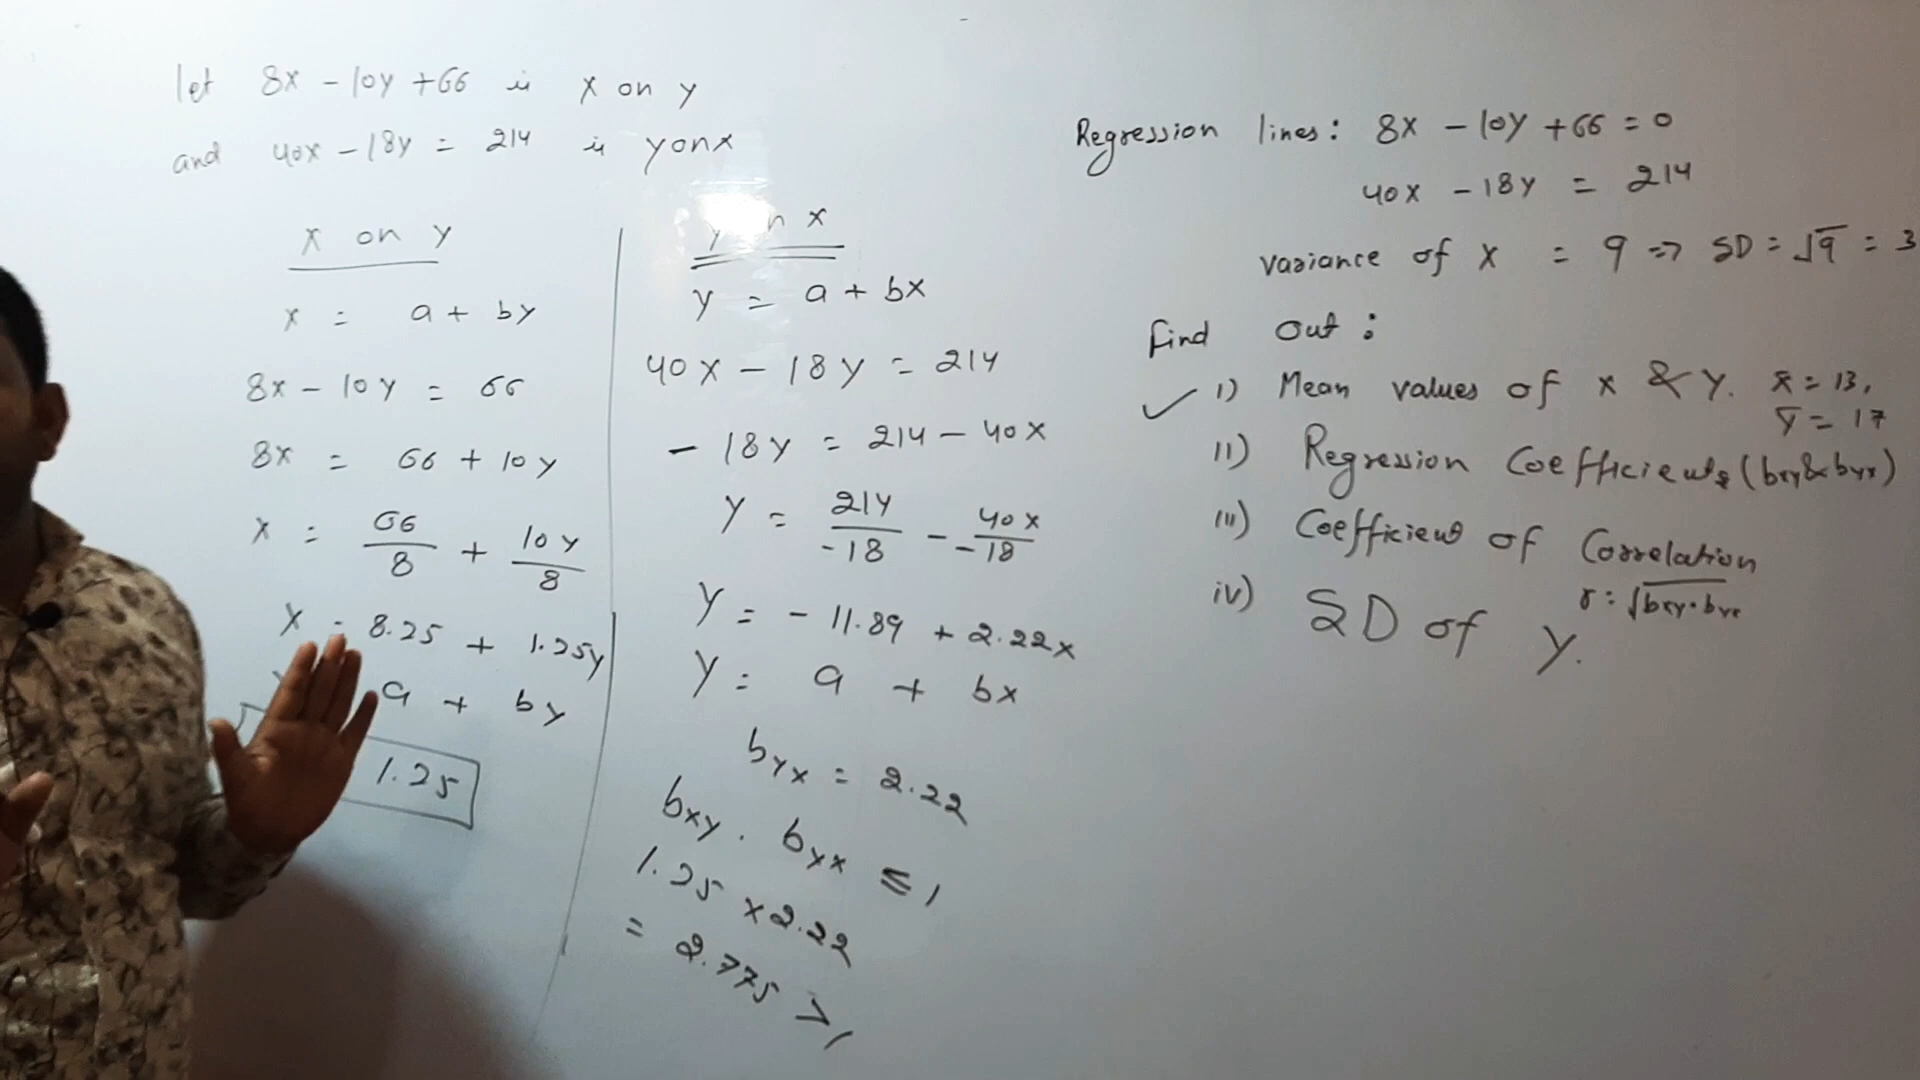 let 8x - 10y + 66 is x on y
and 40x - 18y = 214 is y on x
x on y
x = a + by
8x - 10y = 66
8x = 66 + 10y
x = 66/8 + 10y/8
x = 8.25 + 1.25y
a + by
1.25
y n x
y = a + bx
40x - 18y = 214
- 18y = 214 - 40x
y = 214/-18 - 40x/-18
y = - 11.89 + 2.22x
y = a + bx
byx = 2.22
bxy . byx ≤ 1
1.25 x 2.22
= 2.775 > 1
Regression lines: 8x - 10y + 66 = 0
40x - 18y = 214
variance of x = 9 => SD = √9 = 3
find out :
✓ i) Mean values of x & y. x̄ = 13,
ȳ = 17
ii) Regression Coefficients (bxy & byx)
iii) Coefficient of Correlation
r = √bxy . byx
iv) SD of y.